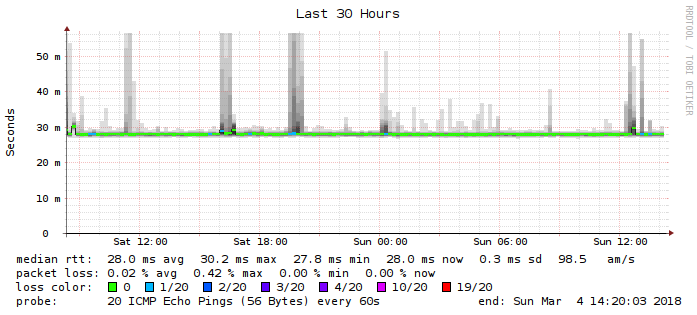 Last 30 Hours
RRDTOOL / TOBI OETIKER
Seconds
50 m
40 m
30 m
20 m
10 m
0
Sat 12:00 Sat 18:00 Sun 00:00 Sun 06:00 Sun 12:00
median rtt: 28.0 ms avg 30.2 ms max 27.8 ms min 28.0 ms now 0.3 ms sd 98.5 am/s
packet loss: 0.02 % avg 0.42 % max 0.00 % min 0.00 % now
loss color: 0 1/20 2/20 3/20 4/20 10/20 19/20
probe: 20 ICMP Echo Pings (56 Bytes) every 60s end: Sun Mar 4 14:20:03 2018